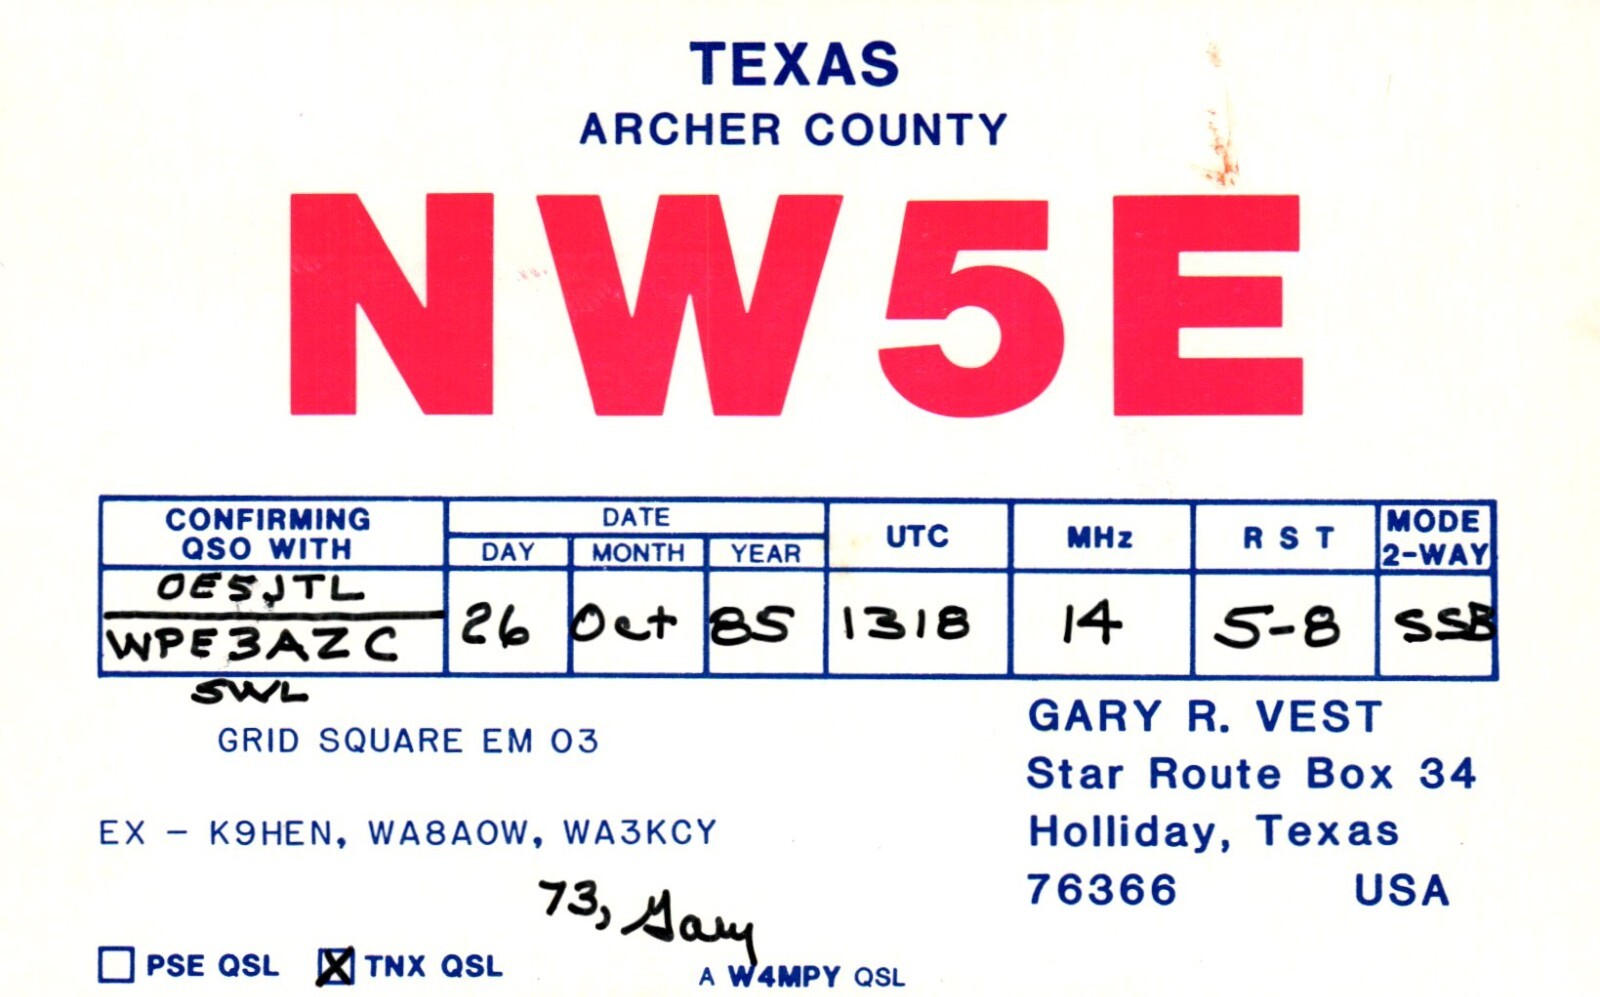 TEXAS
ARCHER COUNTY
NW5E
CONFIRMING QSO WITH DATE DAY MONTH YEAR UTC MHz R S T MODE 2-WAY
OE5JTL
WPE3AZC 26 Oct 85 1318 14 5-8 SSB
SWL
GRID SQUARE EM 03
EX - K9HEN, WA8AOW, WA3KCY
GARY R. VEST
Star Route Box 34
Holliday, Texas
76366 USA
73, Gary
PSE QSL X TNX QSL
A W4MPY QSL